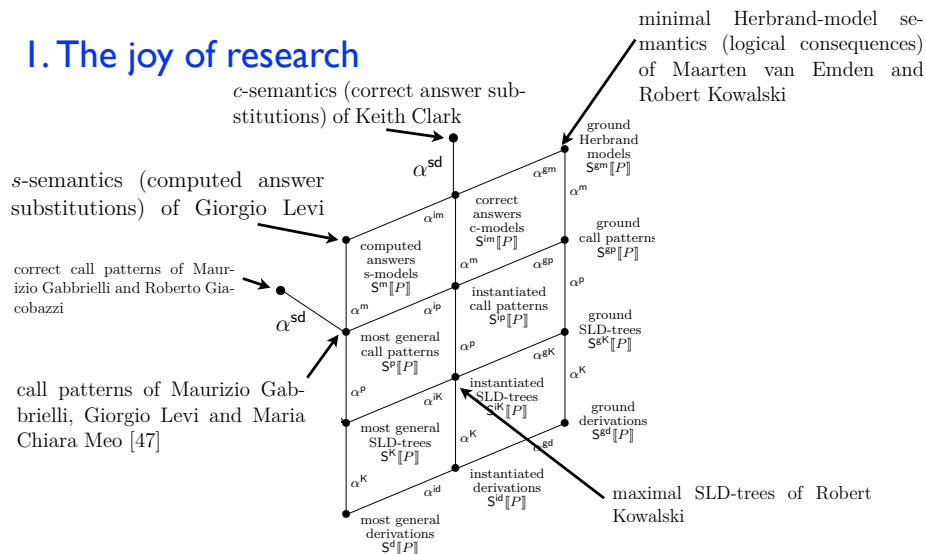 1. The joy of research
minimal Herbrand-model se-
mantics (logical consequences)
of Maarten van Emden and
Robert Kowalski
c-semantics (correct answer sub-
stitutions) of Keith Clark
α^sd
s-semantics (computed answer
substitutions) of Giorgio Levi
correct call patterns of Mau-
rizio Gabbrielli and Roberto Gia-
cobazzi
α^sd
call patterns of Maurizio Gab-
brielli, Giorgio Levi and Maria
Chiara Meo [47]
ground
Herbrand
models
S^gm⟦P⟧
α^gm
α^m
α^im
correct
answers
c-models
S^im⟦P⟧
ground
call patterns
S^gp⟦P⟧
computed
answers
s-models
S^m⟦P⟧
α^m
α^gp
α^p
α^m
α^ip
instantiated
call patterns
S^ip⟦P⟧
ground
SLD-trees
S^gK⟦P⟧
most general
call patterns
S^p⟦P⟧
α^p
α^gK
α^K
α^p
α^iK
instantiated
SLD-trees
S^iK⟦P⟧
ground
derivations
S^gd⟦P⟧
most general
SLD-trees
S^K⟦P⟧
α^K
α^gd
α^K
α^id
instantiated
derivations
S^id⟦P⟧
most general
derivations
S^d⟦P⟧
maximal SLD-trees of Robert
Kowalski